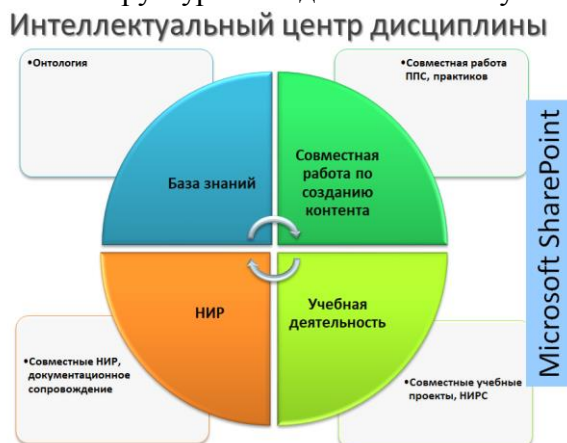 Интеллектуальный центр дисциплины
•Онтология
•Совместная работа
ППС, практиков
База знаний
Совместная
работа по
созданию
контента
НИР
Учебная
деятельность
•Совместные НИР,
документационное
сопровождение
•Совместные учебные
проекты, НИРС
Microsoft SharePoint